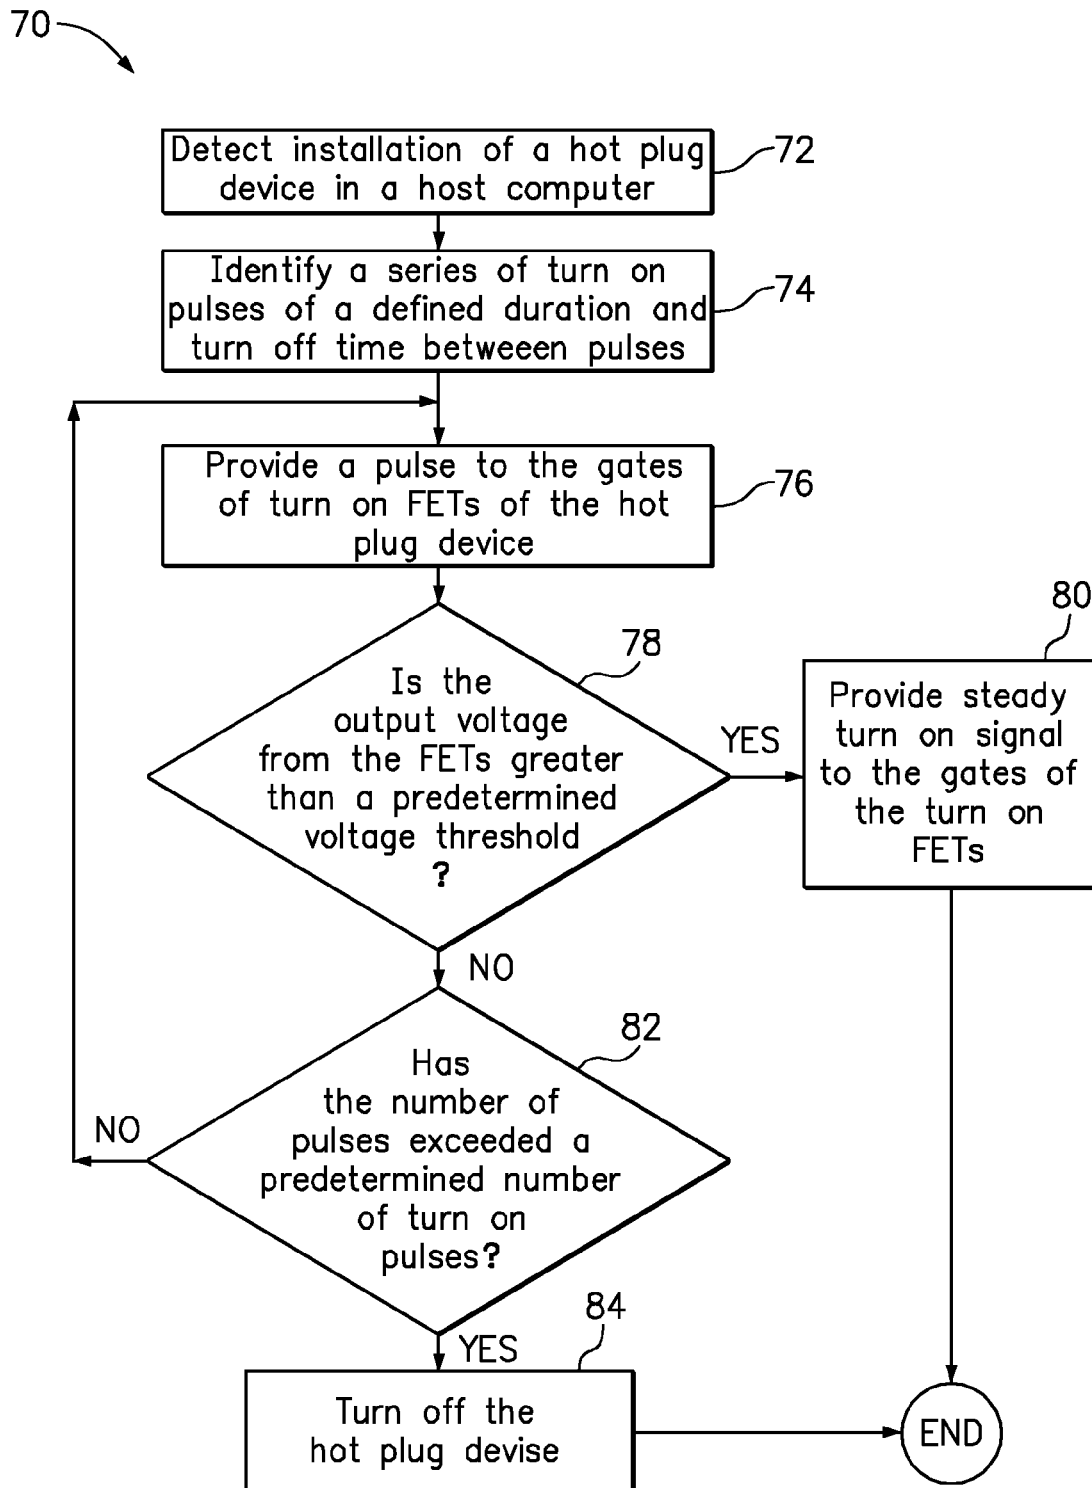 70
Detect installation of a hot plug
device in a host computer
72
Identify a series of turn on
pulses of a defined duration and
turn off time betweeen pulses
74
Provide a pulse to the gates
of turn on FETs of the hot
plug device
76
Is the
output voltage
from the FETs greater
than a predetermined
voltage threshold
?
78
YES
80
Provide steady
turn on signal
to the gates of
the turn on
FETs
NO
Has
the number of
pulses exceeded a
predetermined number
of turn on
pulses?
82
NO
YES
84
Turn off the
hot plug devise
END